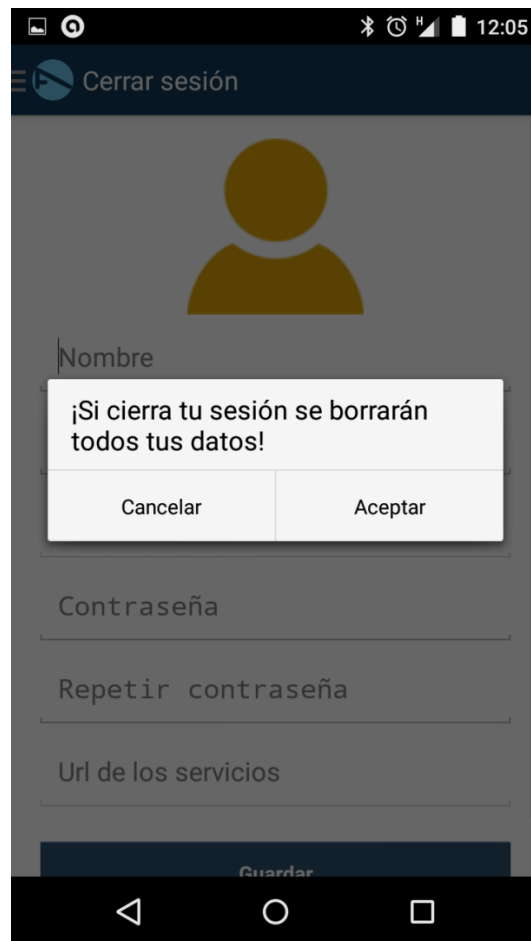 H 12:05
Cerrar sesión
Nombre
¡Si cierra tu sesión se borrarán
todos tus datos!
Cancelar Aceptar
Contraseña
Repetir contraseña
Url de los servicios
Guardar